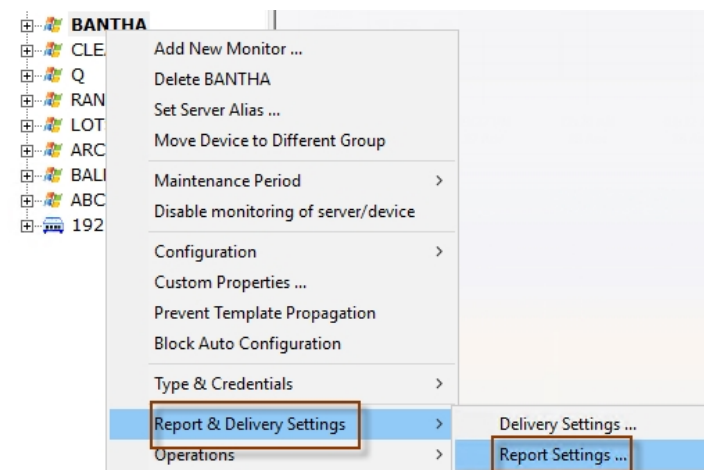 BANTHA
CLE
Q
RAN
LOT
ARC
BAL
ABC
192
Add New Monitor ...
Delete BANTHA
Set Server Alias ...
Move Device to Different Group
Maintenance Period
Disable monitoring of server/device
Configuration
Custom Properties ...
Prevent Template Propagation
Block Auto Configuration
Type & Credentials
Report & Delivery Settings
Operations
Delivery Settings ...
Report Settings ...